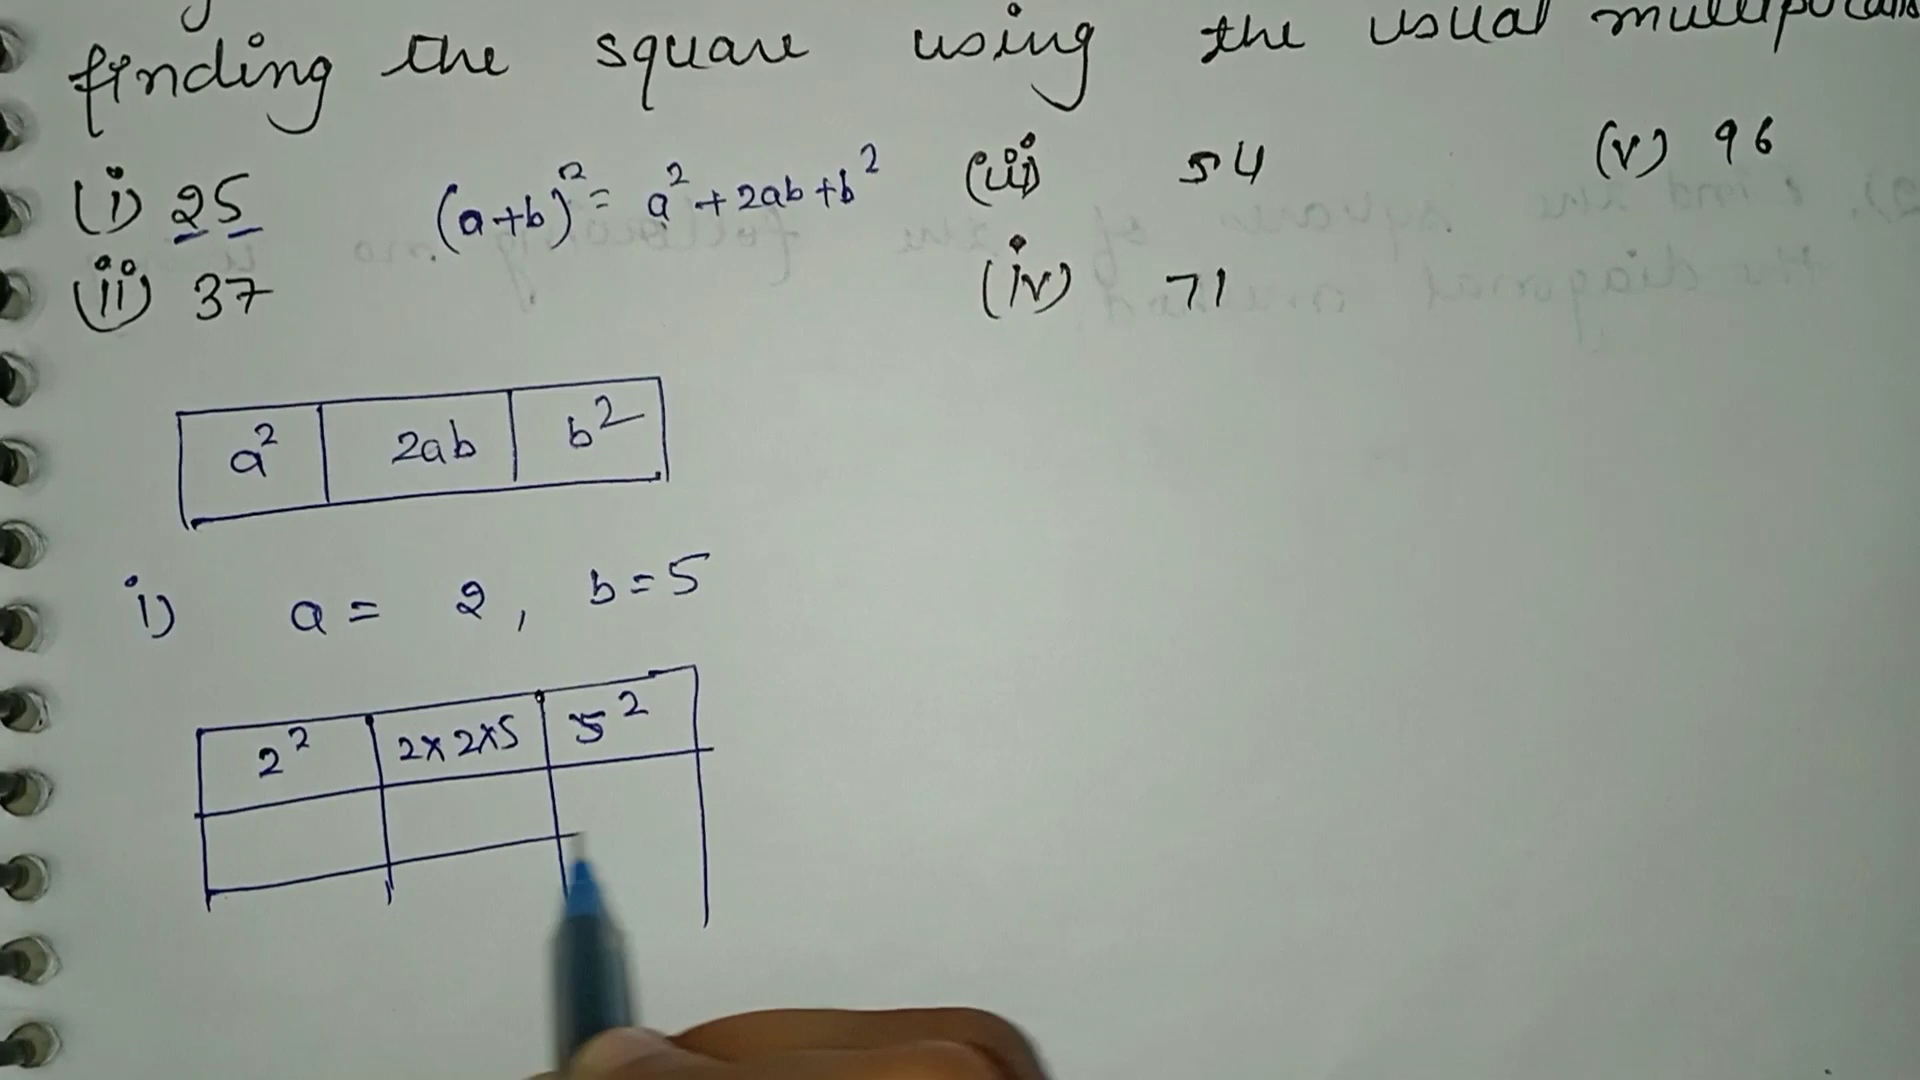 finding the square using the usual
(i) 25 (a+b)² = a² + 2ab + b² (iii) 54 (v) 96
(ii) 37 (iv) 71
a² 2ab b²
i) a = 2 , b = 5
2² 2×2×5 5²